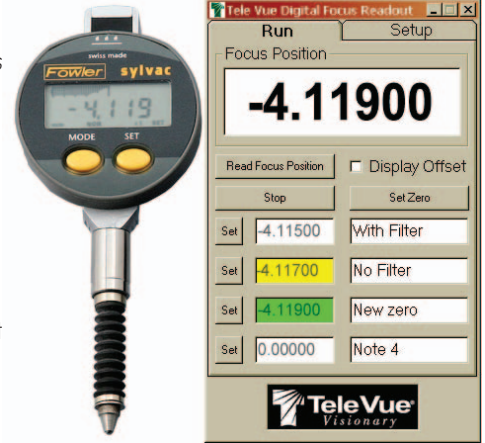 swiss made
Fowler sylvac
-4.119
MODE SET
Tele Vue Digital Focus Readout
Run Setup
Focus Position
-4.11900
Read Focus Position Display Offset
Stop Set Zero
Set -4.11500 With Filter
Set -4.11700 No Filter
Set -4.11900 New zero
Set 0.00000 Note 4
TeleVue®
Visionary